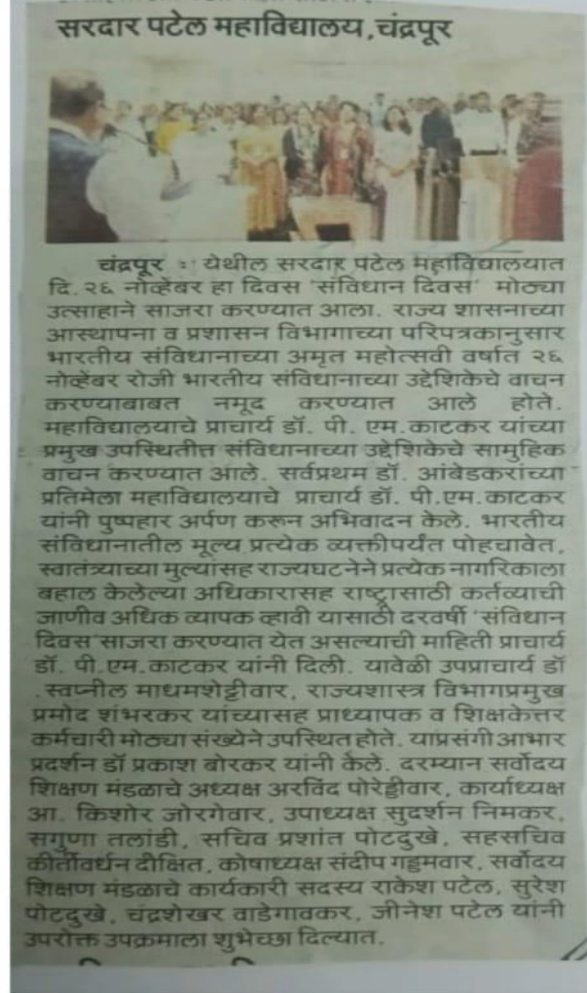 सरदार पटेल महाविद्यालय,चंद्रपूर
चंद्रपूर : येथील सरदार पटेल महाविद्यालयात
दि.२६ नोव्हेंबर हा दिवस 'संविधान दिवस' मोठ्या
उत्साहाने साजरा करण्यात आला. राज्य शासनाच्या
आस्थापना व प्रशासन विभागाच्या परिपत्रकानुसार
भारतीय संविधानाच्या अमृत महोत्सवी वर्षात २६
नोव्हेंबर रोजी भारतीय संविधानाच्या उद्देशिकेचे वाचन
करण्याबाबत नमूद करण्यात आले होते.
महाविद्यालयाचे प्राचार्य डॉ. पी. एम.काटकर यांच्या
प्रमुख उपस्थितीत्त संविधानाच्या उद्देशिकेचे सामुहिक
वाचन करण्यात आले. सर्वप्रथम डॉ. आंबेडकरांच्या
प्रतिमेला महाविद्यालयाचे प्राचार्य डॉ. पी.एम.काटकर
यांनी पुष्पहार अर्पण करून अभिवादन केले. भारतीय
संविधानातील मूल्य प्रत्येक व्यक्तीपर्यंत पोहचावेत,
स्वातंत्र्याच्या मुल्यांसह राज्यघटनेने प्रत्येक नागरिकाला
बहाल केलेल्या अधिकारासह राष्ट्रासाठी कर्तव्याची
जाणीव अधिक व्यापक व्हावी यासाठी दरवर्षी 'संविधान
दिवस'साजरा करण्यात येत असल्याची माहिती प्राचार्य
डॉ. पी.एम.काटकर यांनी दिली. यावेळी उपप्राचार्य डॉ
.स्वप्नील माधमशेट्टीवार, राज्यशास्त्र विभागप्रमुख
प्रमोद शंभरकर यांच्यासह प्राध्यापक व शिक्षकेत्तर
कर्मचारी मोठ्या संख्येने उपस्थित होते. याप्रसंगी आभार
प्रदर्शन डॉ प्रकाश बोरकर यांनी केले. दरम्यान सर्वोदय
शिक्षण मंडळाचे अध्यक्ष अरविंद पोरेड्डीवार, कार्याध्यक्ष
आ. किशोर जोरगेवार, उपाध्यक्ष सुदर्शन निमकर,
सगुणा तलांडी, सचिव प्रशांत पोटदुखे, सहसचिव
कीर्तीवर्धन दीक्षित, कोषाध्यक्ष संदीप गड्डमवार, सर्वोदय
शिक्षण मंडळाचे कार्यकारी सदस्य राकेश पटेल, सुरेश
पोटदुखे, चंद्रशेखर वाडेगावकर, जीनेश पटेल यांनी
उपरोक्त उपक्रमाला शुभेच्छा दिल्यात.